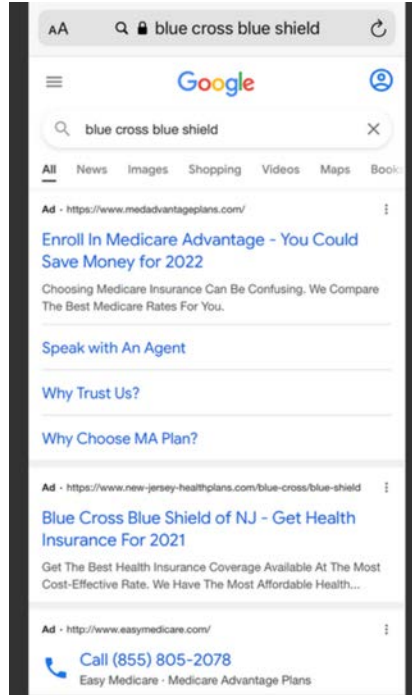 AA blue cross blue shield
Google
blue cross blue shield
All News Images Shopping Videos Maps Books
Ad · https://www.medadvantageplans.com/
Enroll In Medicare Advantage - You Could
Save Money for 2022
Choosing Medicare Insurance Can Be Confusing. We Compare
The Best Medicare Rates For You.
Speak with An Agent
Why Trust Us?
Why Choose MA Plan?
Ad · https://www.new-jersey-healthplans.com/blue-cross/blue-shield
Blue Cross Blue Shield of NJ - Get Health
Insurance For 2021
Get The Best Health Insurance Coverage Available At The Most
Cost-Effective Rate. We Have The Most Affordable Health...
Ad · http://www.easymedicare.com/
Call (855) 805-2078
Easy Medicare · Medicare Advantage Plans